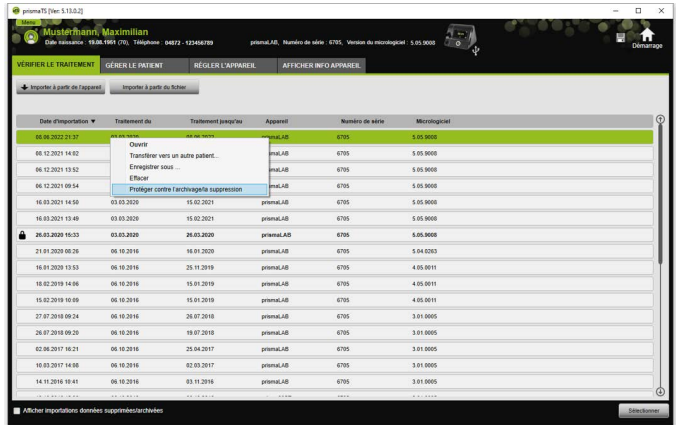 prismaTS [Ver. 5.13.0.2]
Menu
Mustermann, Maximilian
Date naissance : 19.08.1951 (70), Téléphone : 04872 - 123456789 prismaLAB, Numéro de série : 6705, Version du micrologiciel : 5.05.9008
Démarrage
VÉRIFIER LE TRAITEMENT GÉRER LE PATIENT RÉGLER L'APPAREIL AFFICHER INFO APPAREIL
Importer à partir de l'appareil Importer à partir du fichier
Date d'importation ▼ Traitement du Traitement jusqu'au Appareil Numéro de série Micrologiciel
08.06.2022 21:37 03.03.2020 08.06.2022 prismaLAB 6705 5.05.9008
Ouvrir
08.12.2021 14:02 Transférer vers un autre patient... prismaLAB 6705 5.05.9008
06.12.2021 13:52 Enregistrer sous ... prismaLAB 6705 5.05.9008
Effacer
06.12.2021 09:54 Protéger contre l'archivage/la suppression prismaLAB 6705 5.05.9008
16.03.2021 14:50 03.03.2020 15.02.2021 prismaLAB 6705 5.05.9008
16.03.2021 13:49 03.03.2020 15.02.2021 prismaLAB 6705 5.05.9008
26.03.2020 15:33 03.03.2020 26.03.2020 prismaLAB 6705 5.05.9008
21.01.2020 08:26 06.10.2016 16.01.2020 prismaLAB 6705 5.04.0263
16.01.2020 13:53 06.10.2016 25.11.2019 prismaLAB 6705 4.05.0011
18.02.2019 14:06 06.10.2016 15.01.2019 prismaLAB 6705 4.05.0011
15.02.2019 10:09 06.10.2016 15.01.2019 prismaLAB 6705 4.05.0011
27.07.2018 09:24 06.10.2016 26.07.2018 prismaLAB 6705 3.01.0005
26.07.2018 09:20 06.10.2016 19.07.2018 prismaLAB 6705 3.01.0005
02.06.2017 16:21 06.10.2016 25.04.2017 prismaLAB 6705 3.01.0005
10.03.2017 14:08 06.10.2016 02.03.2017 prismaLAB 6705 3.01.0005
14.11.2016 10:41 06.10.2016 03.11.2016 prismaLAB 6705 3.01.0005
Afficher importations données supprimées/archivées Sélectionner